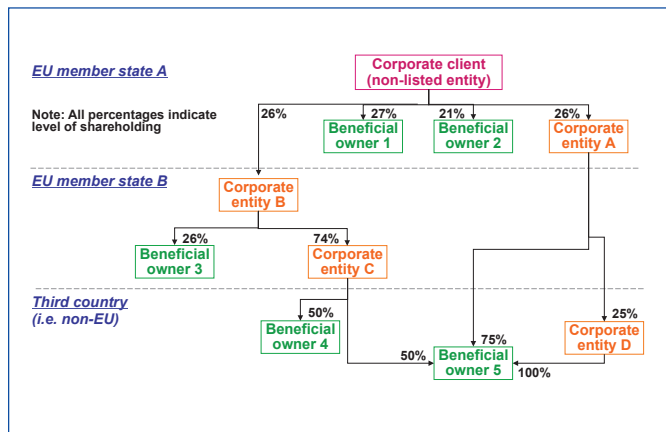 EU member state A
Corporate client
(non-listed entity)
Note: All percentages indicate
level of shareholding
26%
27%
21%
26%
Beneficial
owner 1
Beneficial
owner 2
Corporate
entity A
EU member state B
Corporate
entity B
26%
74%
Beneficial
owner 3
Corporate
entity C
Third country
(i.e. non-EU)
50%
25%
Beneficial
owner 4
Corporate
entity D
75%
50%
Beneficial
owner 5
100%